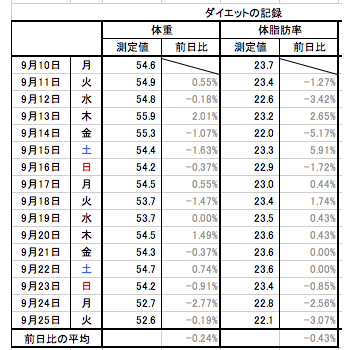 ダイエットの記録
体重 体脂肪率
測定値 前日比 測定値 前日比
9月10日 月 54.6 23.7
9月11日 火 54.9 0.55% 23.4 -1.27%
9月12日 水 54.8 -0.18% 22.6 -3.42%
9月13日 木 55.9 2.01% 23.2 2.65%
9月14日 金 55.3 -1.07% 22.0 -5.17%
9月15日 土 54.4 -1.63% 23.3 5.91%
9月16日 日 54.2 -0.37% 22.9 -1.72%
9月17日 月 54.5 0.55% 23.0 0.44%
9月18日 火 53.7 -1.47% 23.4 1.74%
9月19日 水 53.7 0.00% 23.5 0.43%
9月20日 木 54.5 1.49% 23.6 0.43%
9月21日 金 54.3 -0.37% 23.6 0.00%
9月22日 土 54.7 0.74% 23.6 0.00%
9月23日 日 54.2 -0.91% 23.4 -0.85%
9月24日 月 52.7 -2.77% 22.8 -2.56%
9月25日 火 52.6 -0.19% 22.1 -3.07%
前日比の平均 -0.24% -0.43%